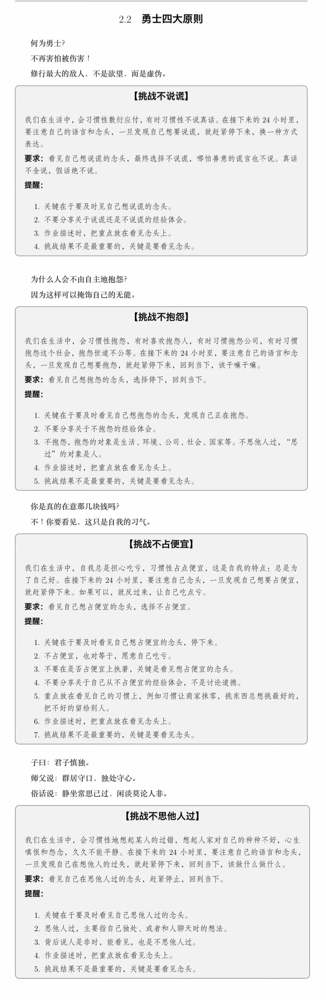 2.2 勇士四大原则
何为勇士?
不再害怕被伤害！
修行最大的敌人，不是欲望，而是虚伪。
【挑战不说谎】
我们在生活中，会习惯性敷衍应付，有时习惯性不说真话。在接下来的 24 小时里，
要注意自己的语言和念头，一旦发现自己想要说谎，就赶紧停下来，换一种方式
表达。
要求：看见自己想说谎的念头，最终选择不说谎，哪怕善意的谎言也不说。真话
不全说，假话绝不说。
提醒：
1. 关键在于要及时见自己想说谎的念头。
2. 不要分享关于说谎还是不说谎的经验体会。
3. 作业描述时，把重点放在看见念头上。
4. 挑战结果不是最重要的，关键是要看见念头。
为什么人会不由自主地抱怨?
因为这样可以掩饰自己的无能。
【挑战不抱怨】
我们在生活中，会习惯性抱怨，有时喜欢抱怨人，有时习惯抱怨公司，有时习惯
抱怨这个社会，抱怨世道不公等。在接下来的 24 小时里，要注意自己的语言和念
头，一旦发现自己想要抱怨，就赶紧停下来，回到当下，该干嘛干嘛。
要求：看见自己想抱怨的念头，选择停下，回到当下。
提醒：
1. 关键在于要及时看见自己想抱怨的念头，发现自己正在抱怨。
2. 不要分享关于不抱怨的经验体会。
3. 不抱怨，抱怨的对象是生活、环境、公司、社会、国家等。不思他人过，“思
过”的对象是人。
4. 作业描述时，把重点放在看见念头上。
5. 挑战结果不是最重要的，关键是要看见念头。
你是真的在意那几块钱吗?
不！你要看见，这只是自我的习气。
【挑战不占便宜】
我们在生活中，自我总是担心吃亏，习惯性占点便宜，这是自我的特点：总是为
了自己好。在接下来的 24 小时里，要注意自己念头，一旦发现自己想要占便宜，
就赶紧停下来。如果可以，就反过来，让自己吃点亏。
要求：看见自己想占便宜的念头，选择不占便宜。
提醒：
1. 关键在于要及时看见自己想占便宜的念头，停下来。
2. 不占便宜，也对等于，愿意自己吃亏。
3. 不要在是否占便宜上执著，关键是看见想占便宜的念头。
4. 不要分享关于自己从不占便宜的经验体会，不是讨论道德。
5. 重点放在看见自己的习惯上，例如习惯让商家抹零，挑东西总想挑最好的，
把不好的留给别人。
6. 作业描述时，把重点放在看见念头上。
7. 挑战结果不是最重要的，关键是要看见念头。
子曰：君子慎独。
师父说：群居守口，独处守心。
俗话说：静坐常思己过，闲谈莫论人非。
【挑战不思他人过】
我们在生活中，会习惯性地想起某人的过错，想起人家对自己的种种不好，心生
嗔恨和怨念，久久不能平静。在接下来的 24 小时里，要注意自己的语言和念头，
一旦发现自己在想他人的过失，就赶紧停下来，回到当下，该做什么做什么。
要求：看见自己在思他人过的念头，赶紧停止，回到当下。
提醒：
1. 关键在于要及时看见自己思他人过的念头。
2. 思他人过，主要指自己独处、或者和人聊天时的想法。
3. 背后说人是非时，能看见，也是不思他人过。
4. 作业描述时，把重点放在看见念头上。
5. 挑战结果不是最重要的，关键是要看见念头。